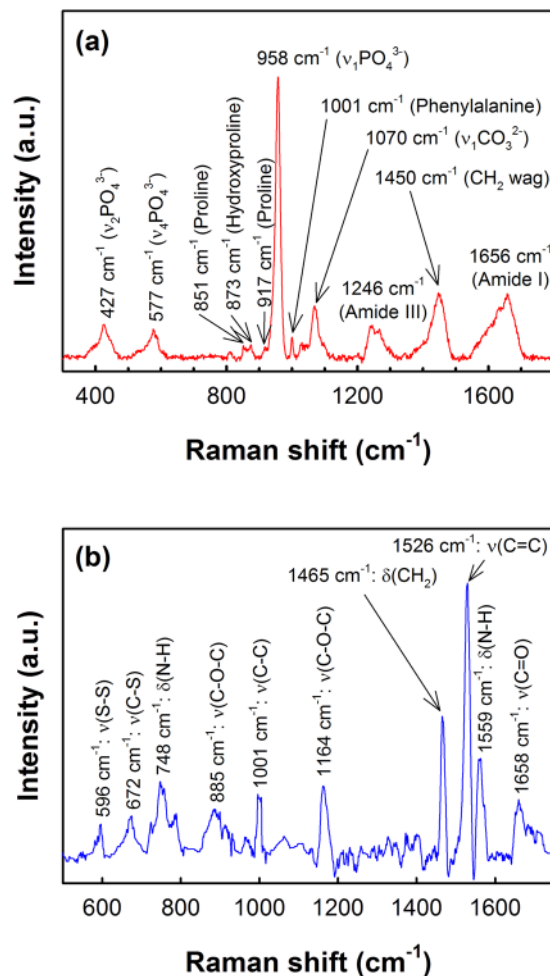 (a)
958 cm⁻¹ (ν₁PO₄³⁻)
1001 cm⁻¹ (Phenylalanine)
1070 cm⁻¹ (ν₁CO₃²⁻)
1450 cm⁻¹ (CH₂ wag)
427 cm⁻¹ (ν₂PO₄³⁻)
577 cm⁻¹ (ν₄PO₄³⁻)
851 cm⁻¹ (Proline)
873 cm⁻¹ (Hydroxyproline)
917 cm⁻¹ (Proline)
1246 cm⁻¹
(Amide III)
1656 cm⁻¹
(Amide I)
Intensity (a.u.)
400 800 1200 1600
Raman shift (cm⁻¹)
(b)
1526 cm⁻¹: ν(C=C)
1465 cm⁻¹: δ(CH₂)
596 cm⁻¹: ν(S-S)
672 cm⁻¹: ν(C-S)
748 cm⁻¹: δ(N-H)
885 cm⁻¹: ν(C-O-C)
1001 cm⁻¹: ν(C-C)
1164 cm⁻¹: ν(C-O-C)
1559 cm⁻¹: δ(N-H)
1658 cm⁻¹: ν(C=O)
Intensity (a.u.)
600 800 1000 1200 1400 1600
Raman shift (cm⁻¹)